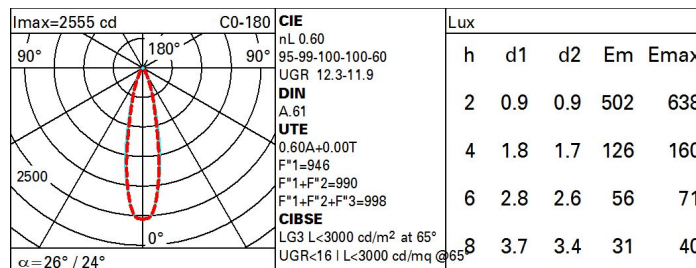 Imax=2555 cd C0-180
90° 180° 90°
2500
0°
α=26° / 24°
CIE
nL 0.60
95-99-100-100-60
UGR 12.3-11.9
DIN
A.61
UTE
0.60A+0.00T
F"1=946
F"1+F"2=990
F"1+F"2+F"3=998
CIBSE
LG3 L<3000 cd/m² at 65°
UGR<16 | L<3000 cd/mq @65°
Lux
h d1 d2 Em Emax
2 0.9 0.9 502 638
4 1.8 1.7 126 160
6 2.8 2.6 56 71
8 3.7 3.4 31 40